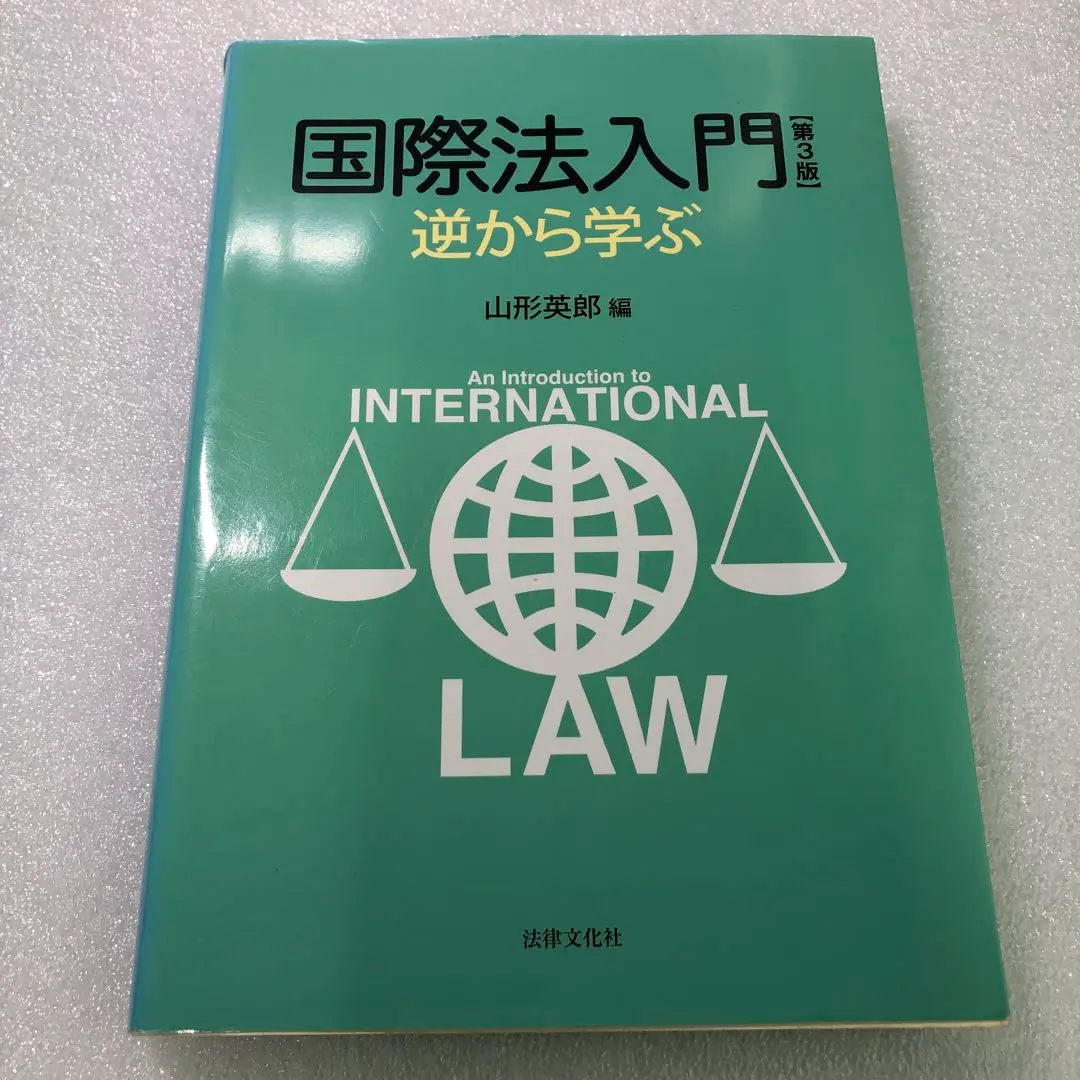 国際法入門【第3版】
逆から学ぶ
山形英郎 編
An Introduction to
INTERNATIONAL
LAW
法律文化社